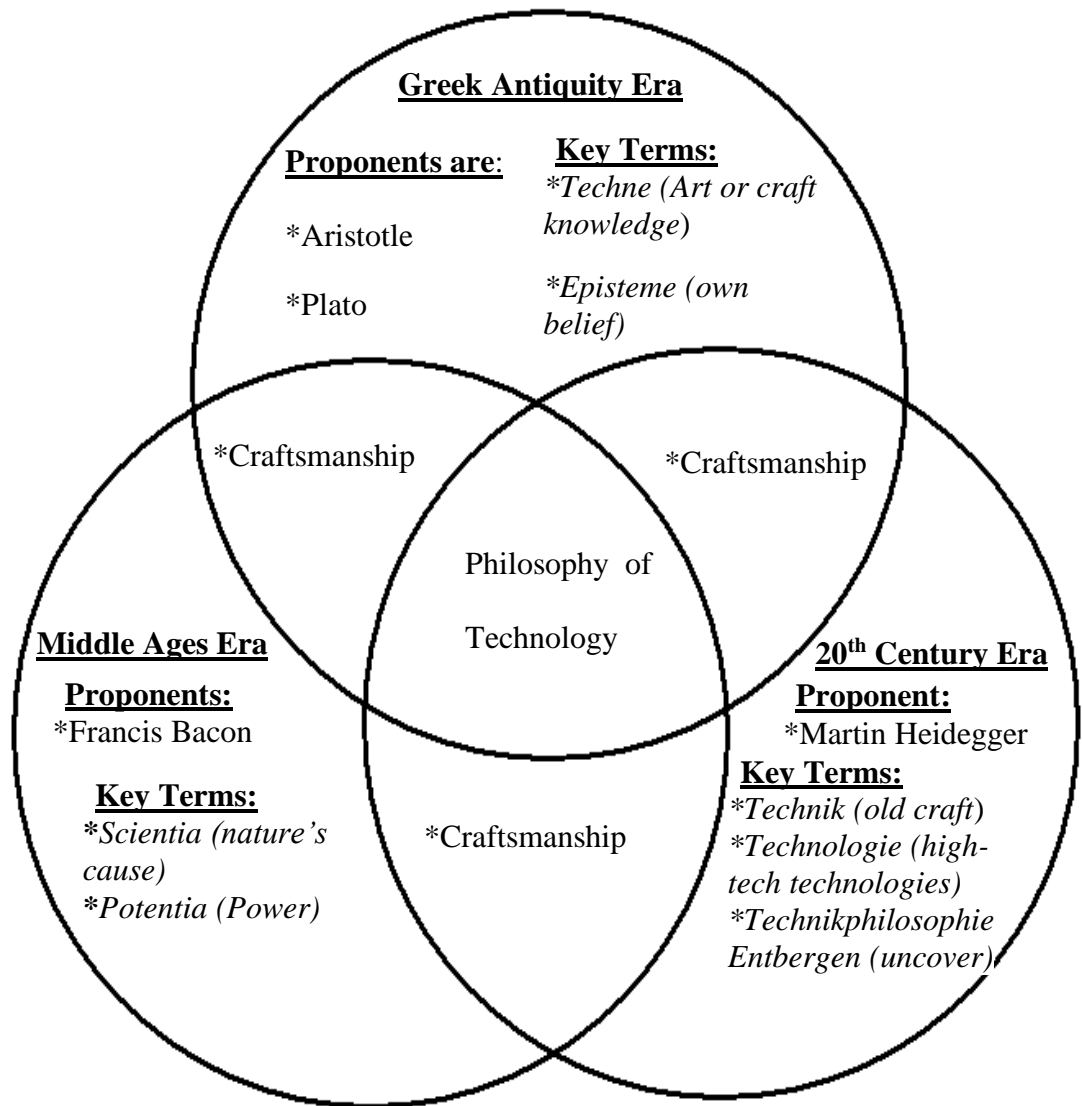 Greek Antiquity Era
Proponents are:
*Aristotle
*Plato
Key Terms:
*Techne (Art or craft
knowledge)
*Episteme (own
belief)
*Craftsmanship
*Craftsmanship
Philosophy of
Technology
Middle Ages Era
Proponents:
*Francis Bacon
Key Terms:
*Scientia (nature's
cause)
*Potentia (Power)
20th Century Era
Proponent:
*Martin Heidegger
Key Terms:
*Technik (old craft)
*Technologie (high-
tech technologies)
*Technikphilosophie
Entbergen (uncover)
*Craftsmanship